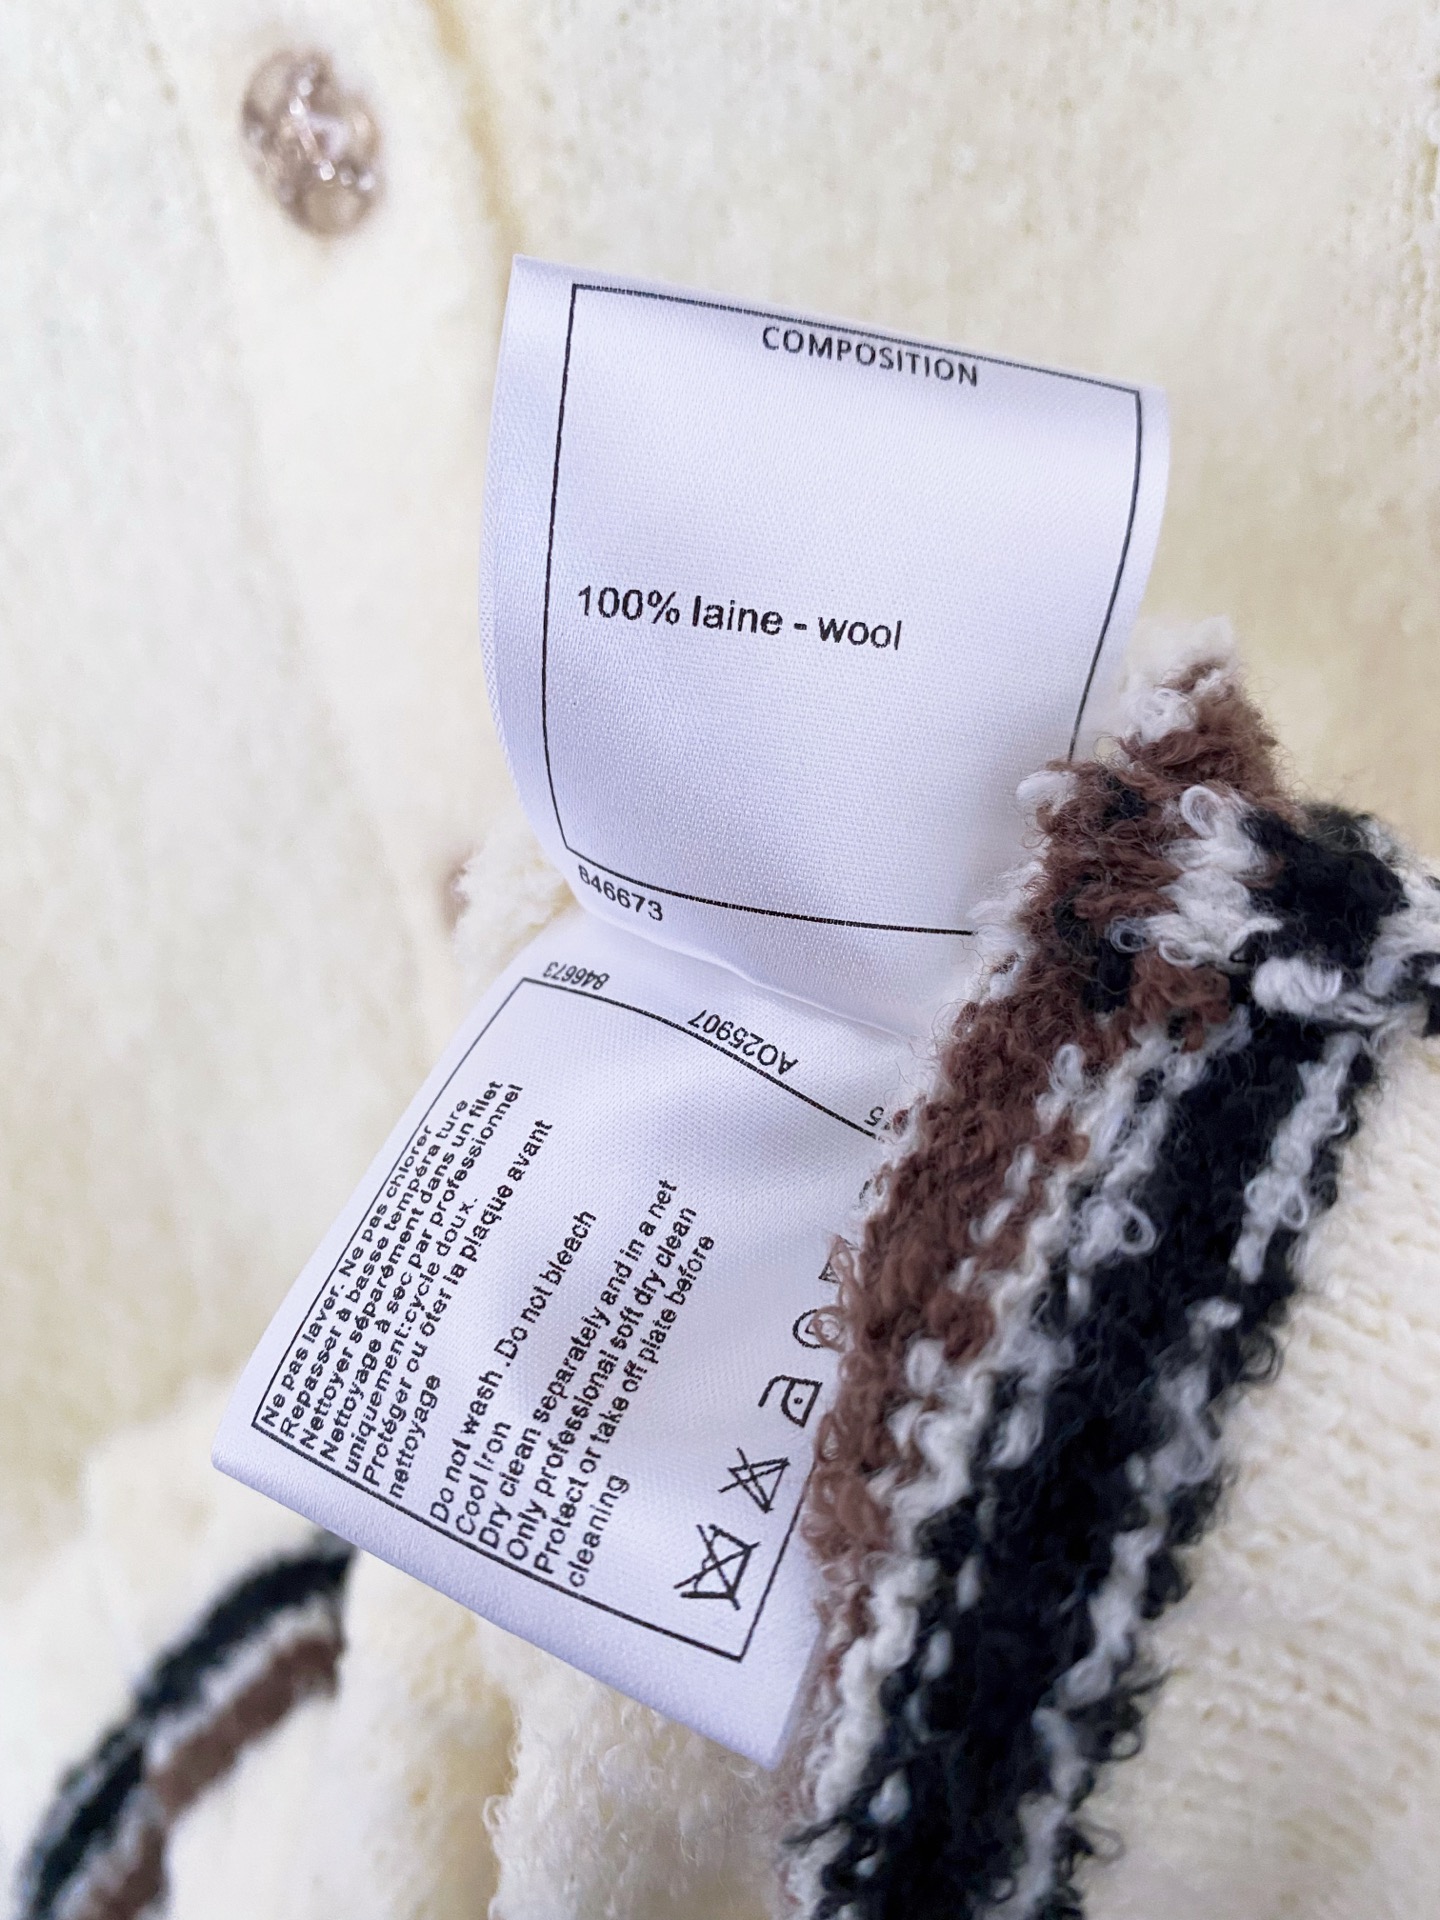 COMPOSITION
100% laine - wool
846673
846673
AO25907
Ne pas laver. Ne pas chlorer
Repasser à basse tempéra ture
Nettoyer séparément dans un filet
Nettoyage à sec par professionnel
uniquement:cycle doux.
Protéger ou oter la plaque avant
nettoyage
Do not wash .Do not bleach
Cool iron
Dry clean separately and in a net
Only professional soft dry clean
Protect or take off plate before
cleaning